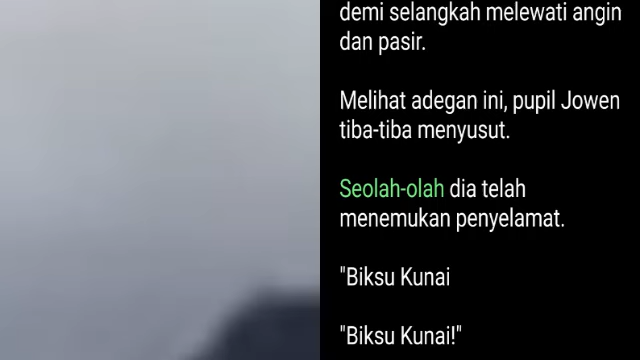 demi selangkah melewati angin
dan pasir.
Melihat adegan ini, pupil Jowen
tiba-tiba menyusut.
Seolah-olah dia telah
menemukan penyelamat.
"Biksu Kunai
"Biksu Kunai!"